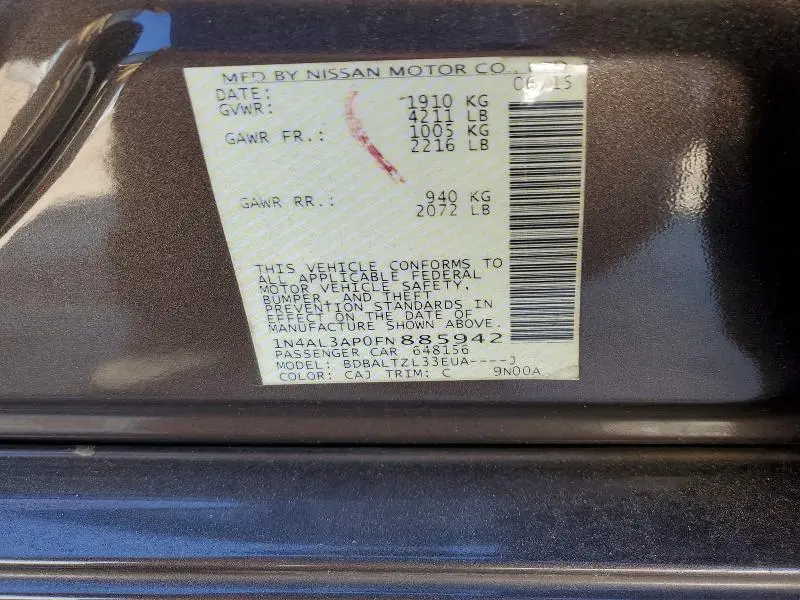 MFD BY NISSAN MOTOR CO., LTD
DATE: 06/15
GVWR: 1910 KG
4211 LB
GAWR FR.: 1005 KG
2216 LB
GAWR RR.: 940 KG
2072 LB
THIS VEHICLE CONFORMS TO
ALL APPLICABLE FEDERAL
MOTOR VEHICLE SAFETY,
BUMPER, AND THEFT
PREVENTION STANDARDS IN
EFFECT ON THE DATE OF
MANUFACTURE SHOWN ABOVE.
1N4AL3AP0FN885942
PASSENGER CAR 648156
MODEL: BDBALTZL33EUA----J
COLOR: CAJ TRIM: C 9N00A